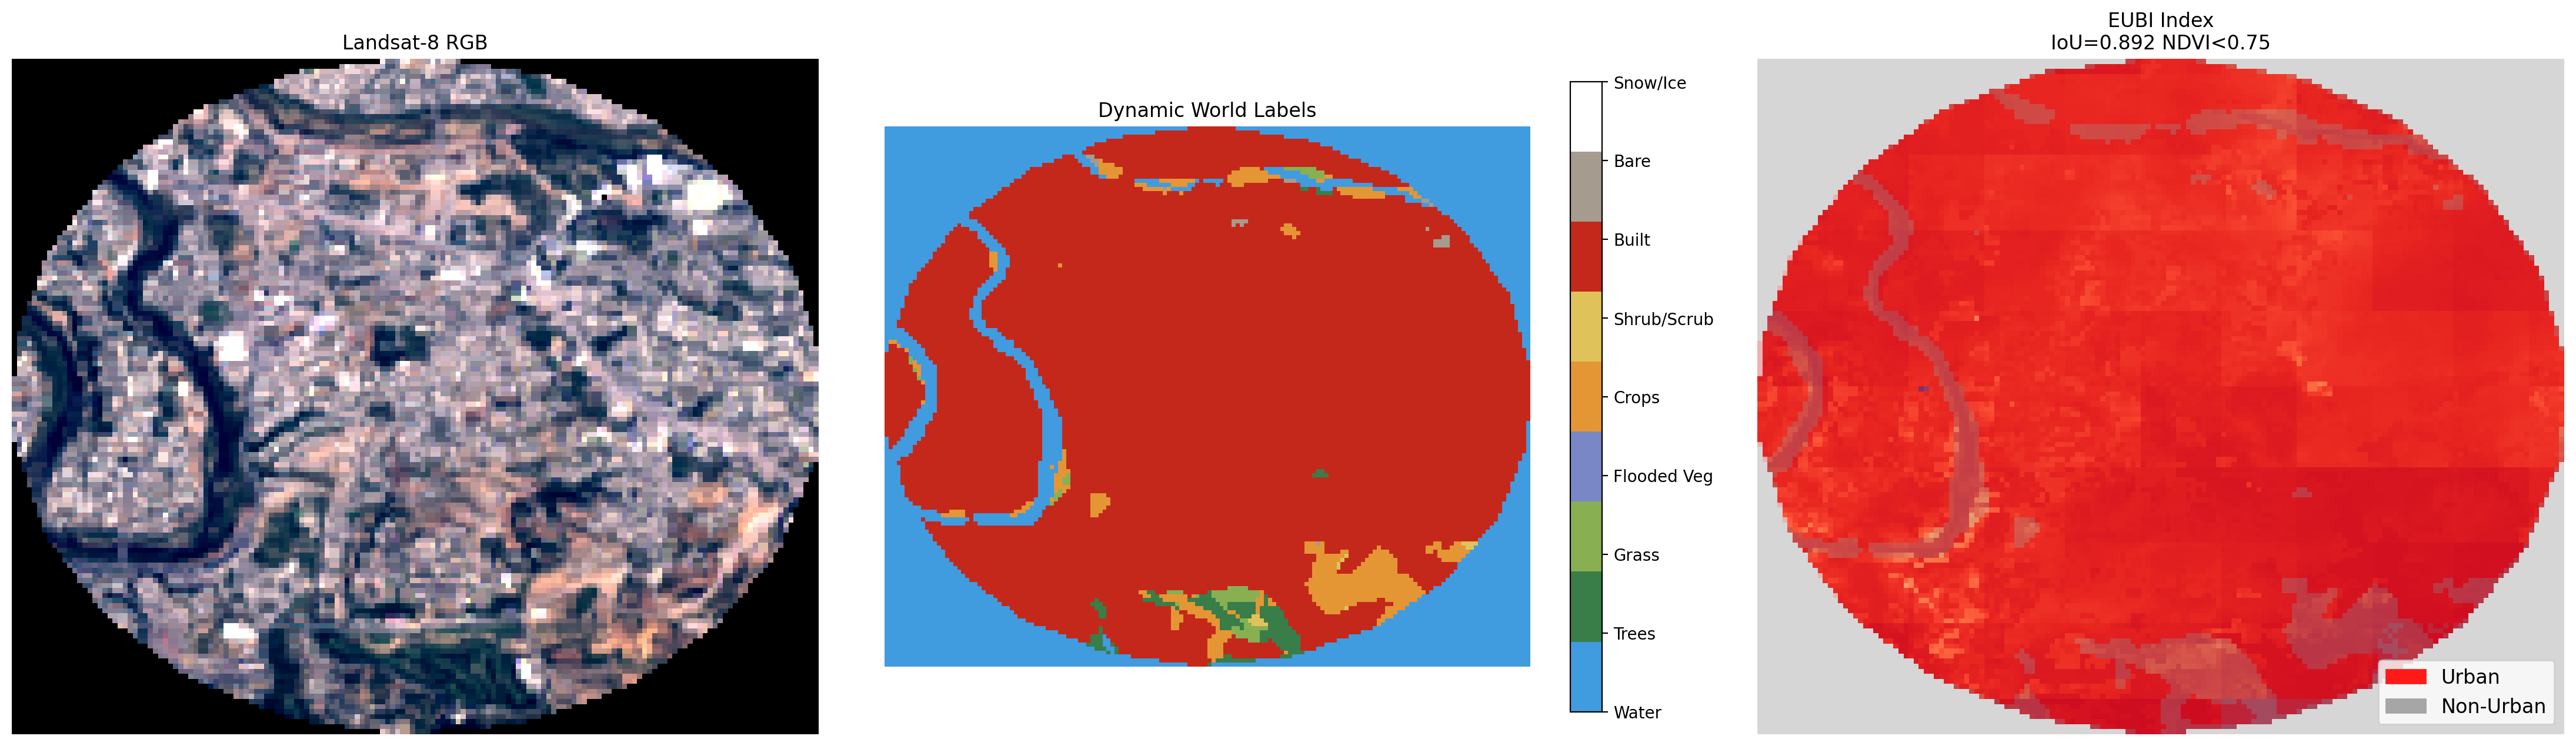 Landsat-8 RGB
Dynamic World Labels
Snow/Ice
Bare
Built
Shrub/Scrub
Crops
Flooded Veg
Grass
Trees
Water
EUBI Index
IoU=0.892 NDVI<0.75
Urban
Non-Urban